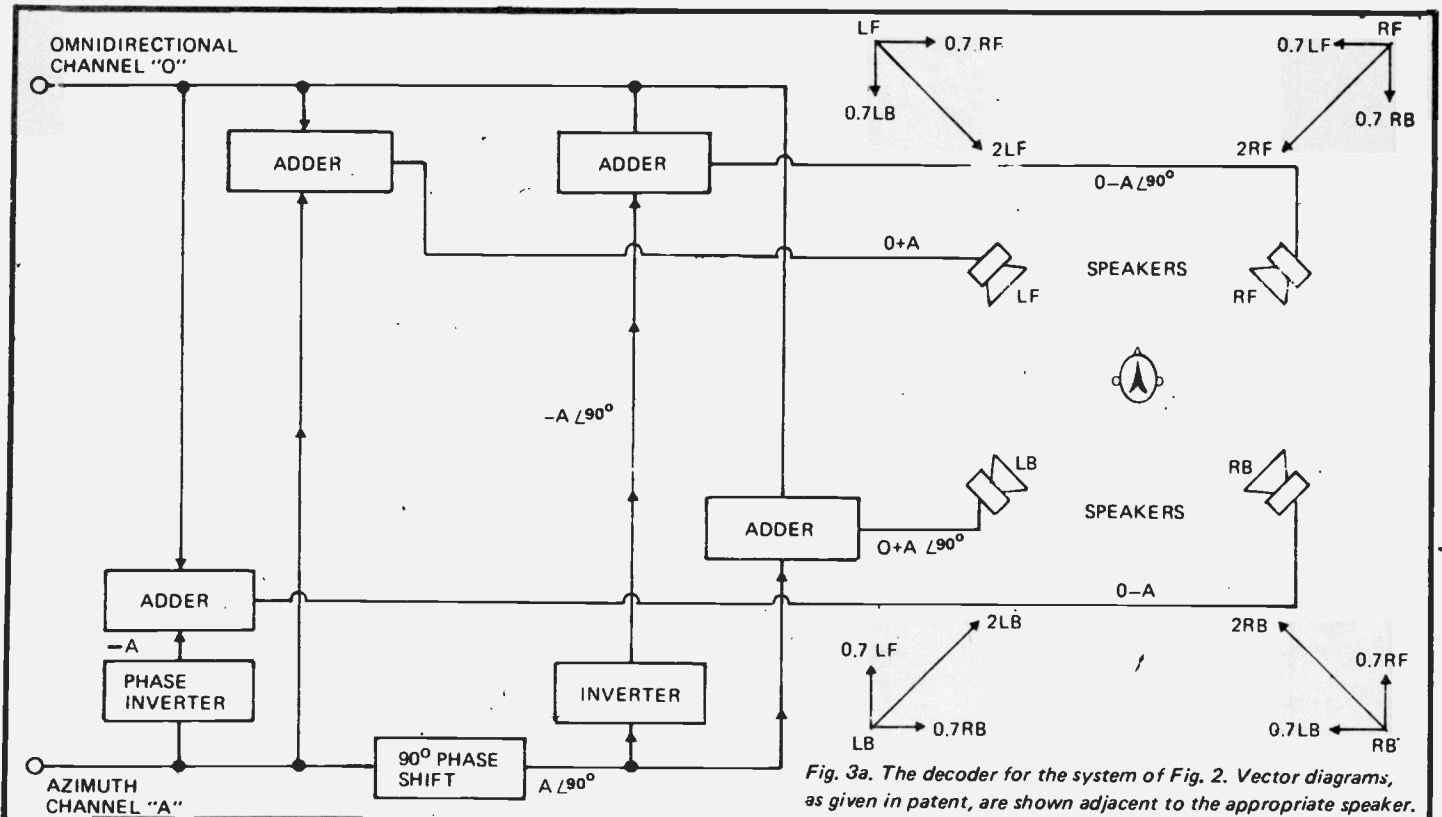 OMNIDIRECTIONAL
CHANNEL "O"
LF
0.7 RF
0.7LB
2LF
RF
0.7LF
0.7 RB
2RF
ADDER
ADDER
0–A∠90°
0+A
SPEAKERS
LF
RF
–A ∠90°
LB
RB
ADDER
SPEAKERS
O+A ∠90°
ADDER
0–A
–A
2LB
2RB
0.7 LF
0.7RF
PHASE
INVERTER
INVERTER
0.7RB
0.7LB
LB
RB
90° PHASE
SHIFT
A∠90°
AZIMUTH
CHANNEL "A"
Fig. 3a. The decoder for the system of Fig. 2. Vector diagrams,
as given in patent, are shown adjacent to the appropriate speaker.